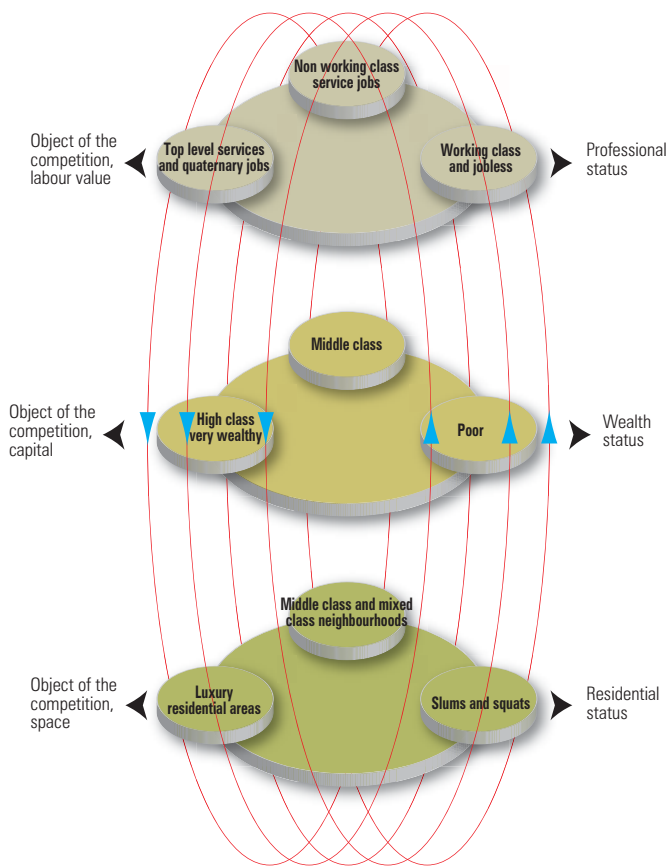 Non working class
service jobs
Object of the
competition,
labour value
Top level services
and quaternary jobs
Working class
and jobless
Professional
status
Middle class
Object of the
competition,
capital
High class
very wealthy
Poor
Wealth
status
Middle class and mixed
class neighbourhoods
Object of the
competition,
space
Luxury
residential areas
Slums and squats
Residential
status